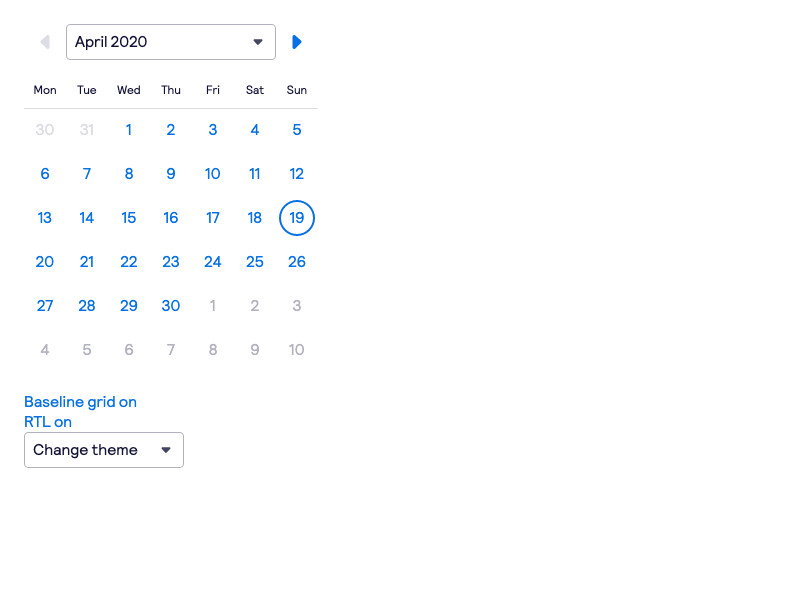 April 2020
Mon Tue Wed Thu Fri Sat Sun
30 31 1 2 3 4 5
6 7 8 9 10 11 12
13 14 15 16 17 18 19
20 21 22 23 24 25 26
27 28 29 30 1 2 3
4 5 6 7 8 9 10
Baseline grid on
RTL on
Change theme